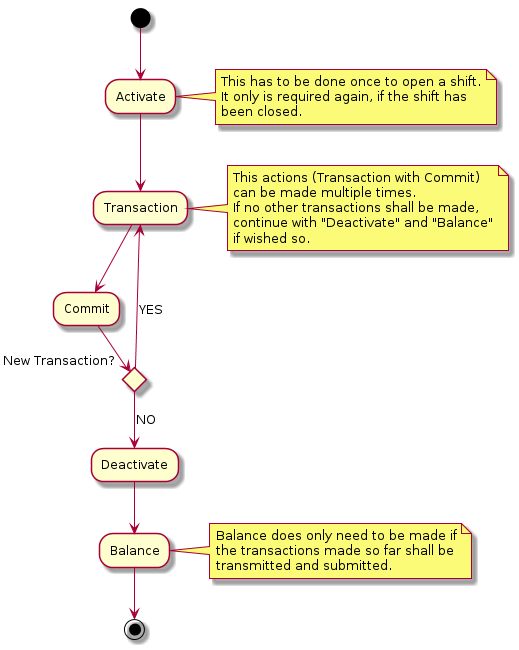 Activate
This has to be done once to open a shift.
It only is required again, if the shift has
been closed.
Transaction
This actions (Transaction with Commit)
can be made multiple times.
If no other transactions shall be made,
continue with "Deactivate" and "Balance"
if wished so.
Commit
YES
New Transaction?
NO
Deactivate
Balance
Balance does only need to be made if
the transactions made so far shall be
transmitted and submitted.